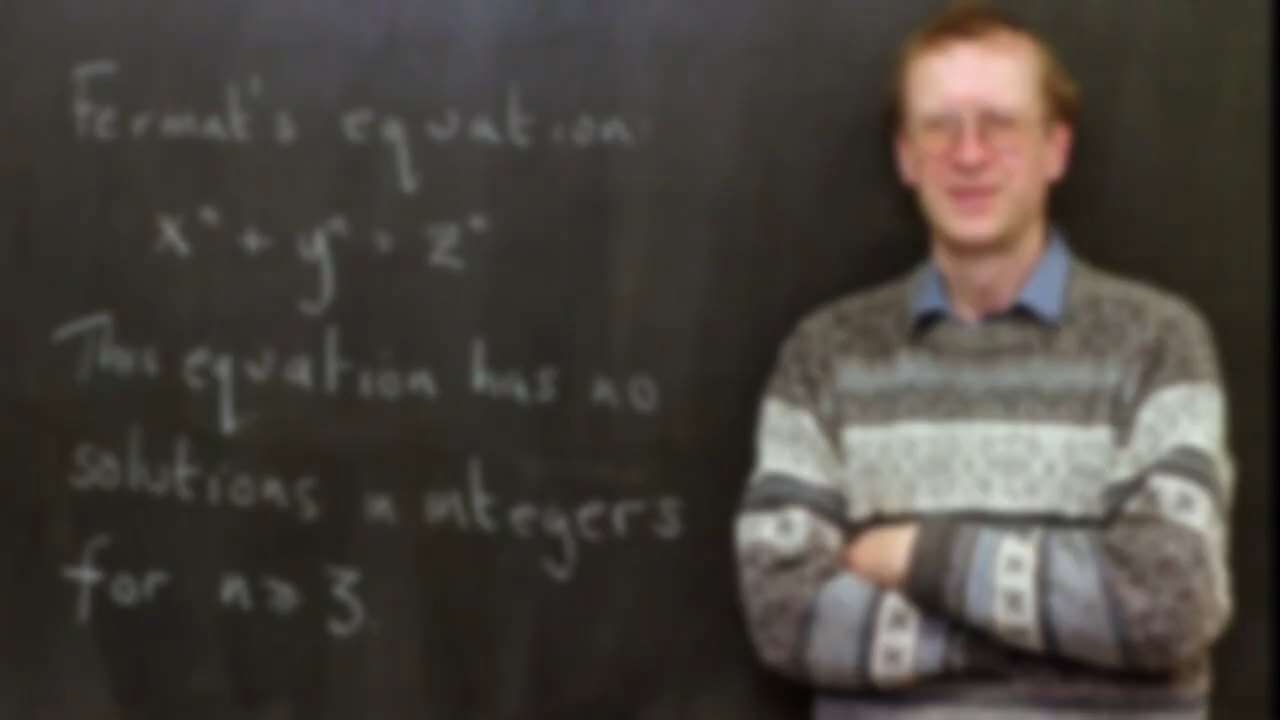 Fermat's equation:
xⁿ + yⁿ = zⁿ
This equation has no
solutions in integers
for n ≥ 3.